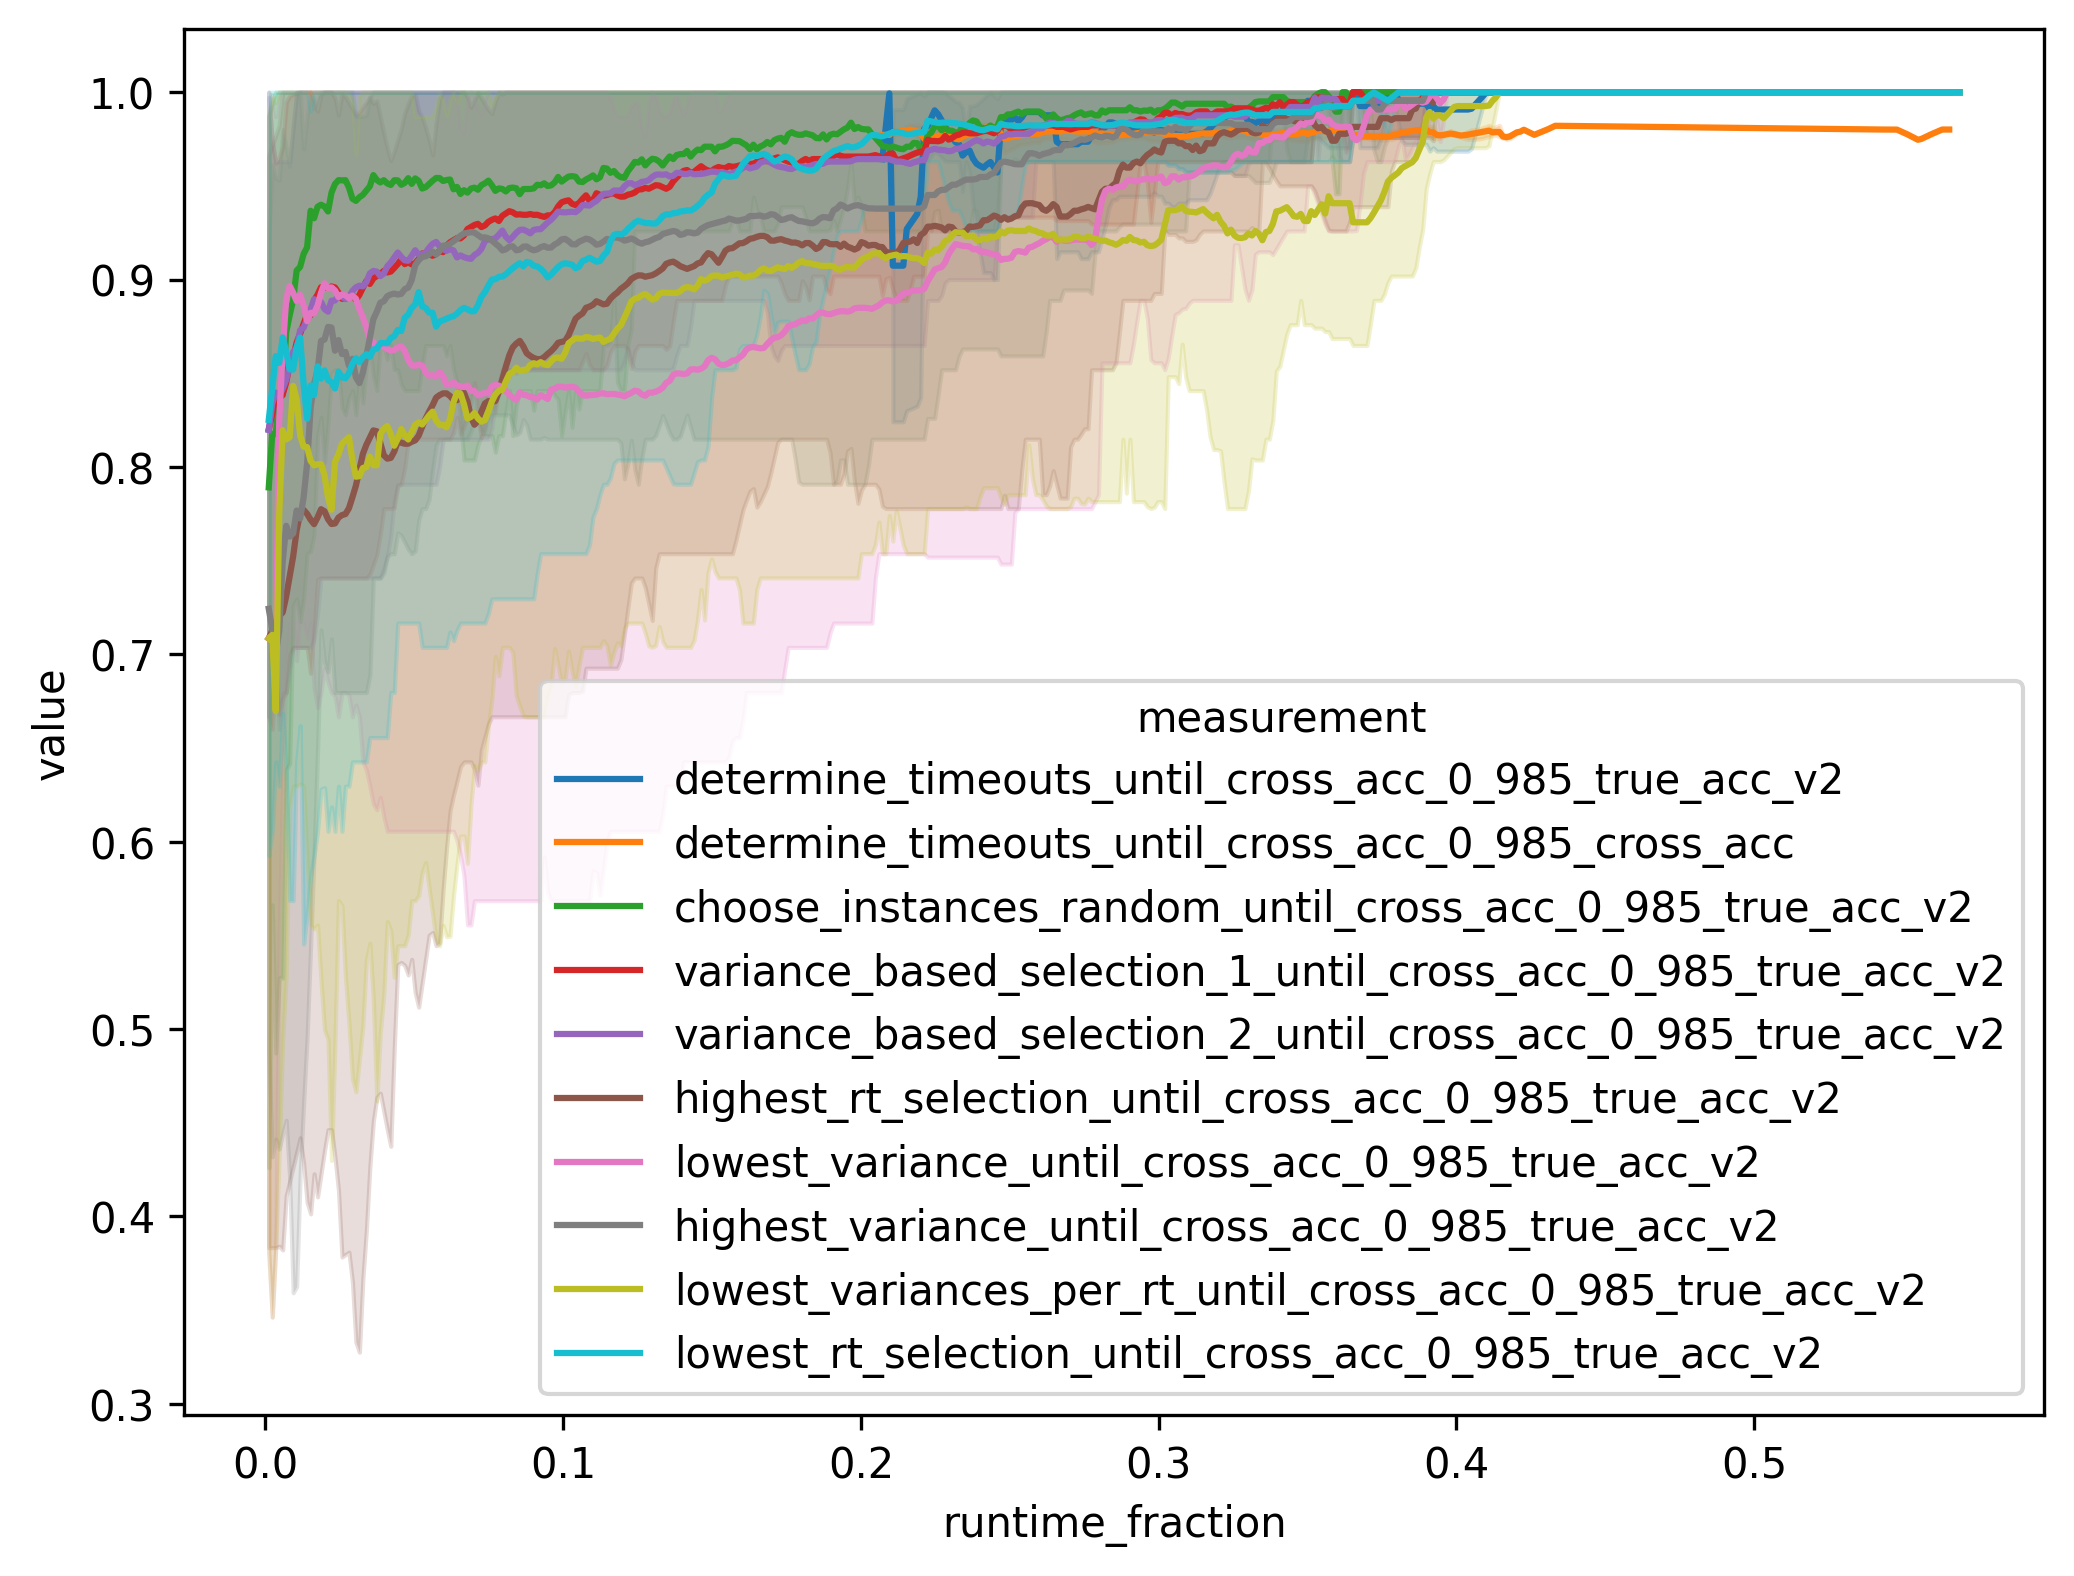 1.0
0.9
0.8
0.7
0.6
0.5
0.4
0.3
value
measurement
determine_timeouts_until_cross_acc_0_985_true_acc_v2
determine_timeouts_until_cross_acc_0_985_cross_acc
choose_instances_random_until_cross_acc_0_985_true_acc_v2
variance_based_selection_1_until_cross_acc_0_985_true_acc_v2
variance_based_selection_2_until_cross_acc_0_985_true_acc_v2
highest_rt_selection_until_cross_acc_0_985_true_acc_v2
lowest_variance_until_cross_acc_0_985_true_acc_v2
highest_variance_until_cross_acc_0_985_true_acc_v2
lowest_variances_per_rt_until_cross_acc_0_985_true_acc_v2
lowest_rt_selection_until_cross_acc_0_985_true_acc_v2
0.0 0.1 0.2 0.3 0.4 0.5
runtime_fraction